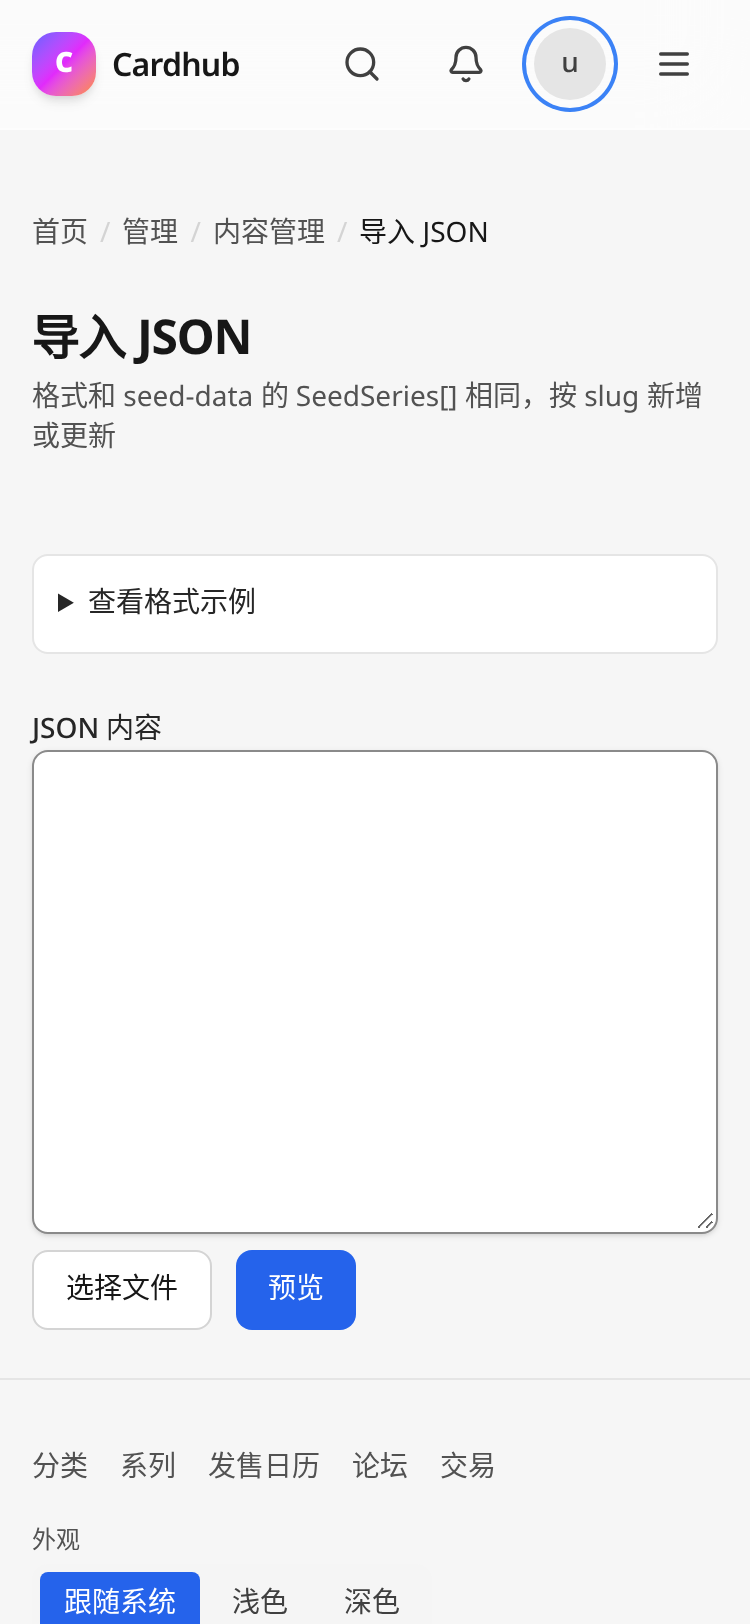 C Cardhub u
首页 / 管理 / 内容管理 / 导入 JSON
导入 JSON
格式和 seed-data 的 SeedSeries[] 相同，按 slug 新增
或更新
查看格式示例
JSON 内容
选择文件 预览
分类 系列 发售日历 论坛 交易
外观
跟随系统 浅色 深色